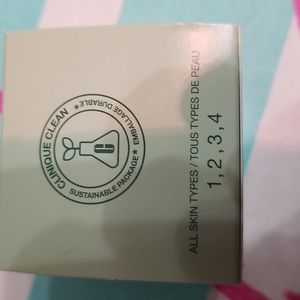 CLINIQUE CLEAN
SUSTAINABLE PACKAGE* EMBALLAGE DURABLE*
C
ALL SKIN TYPES / TOUS TYPES DE PEAU
1, 2, 3, 4